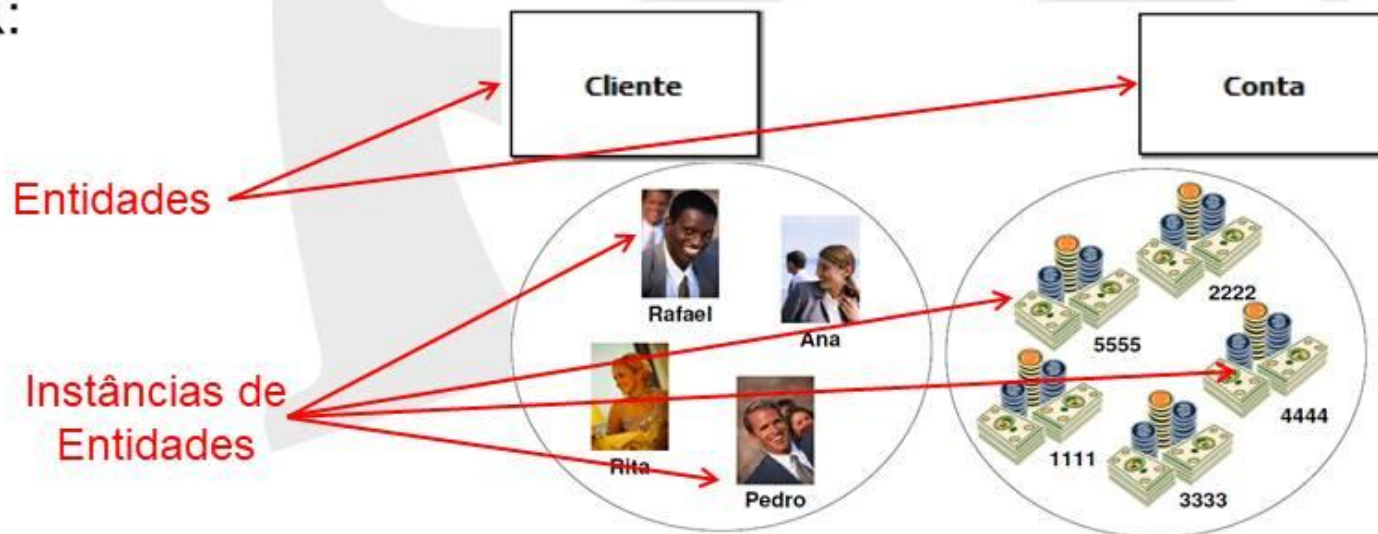 Cliente
Conta
Entidades
Rafael
Ana
2222
5555
Instâncias de
Entidades
4444
Rita
1111
Pedro
3333